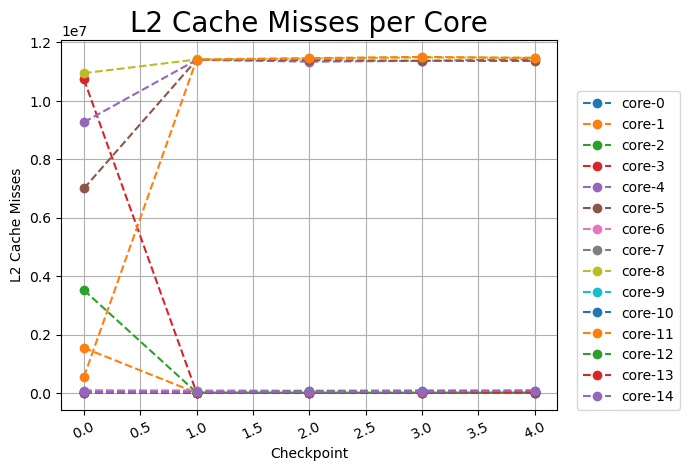 L2 Cache Misses per Core
1e7
1.2
1.0
0.8
0.6
0.4
0.2
0.0
L2 Cache Misses
0.0 0.5 1.0 1.5 2.0 2.5 3.0 3.5 4.0
Checkpoint
core-0
core-1
core-2
core-3
core-4
core-5
core-6
core-7
core-8
core-9
core-10
core-11
core-12
core-13
core-14